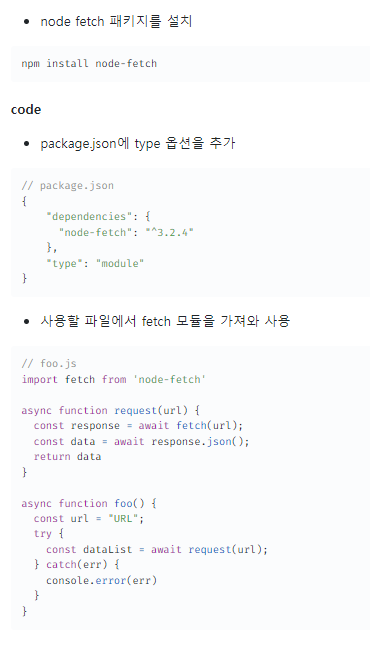 node fetch 패키지를 설치
npm install node-fetch
code
package.json에 type 옵션을 추가
// package.json
{
    "dependencies": {
      "node-fetch": "^3.2.4"
    },
    "type": "module"
}
사용할 파일에서 fetch 모듈을 가져와 사용
// foo.js
import fetch from 'node-fetch'
async function request(url) {
  const response = await fetch(url);
  const data = await response.json();
  return data
}
async function foo() {
  const url = "URL";
  try {
    const dataList = await request(url);
  } catch(err) {
    console.error(err)
  }
}